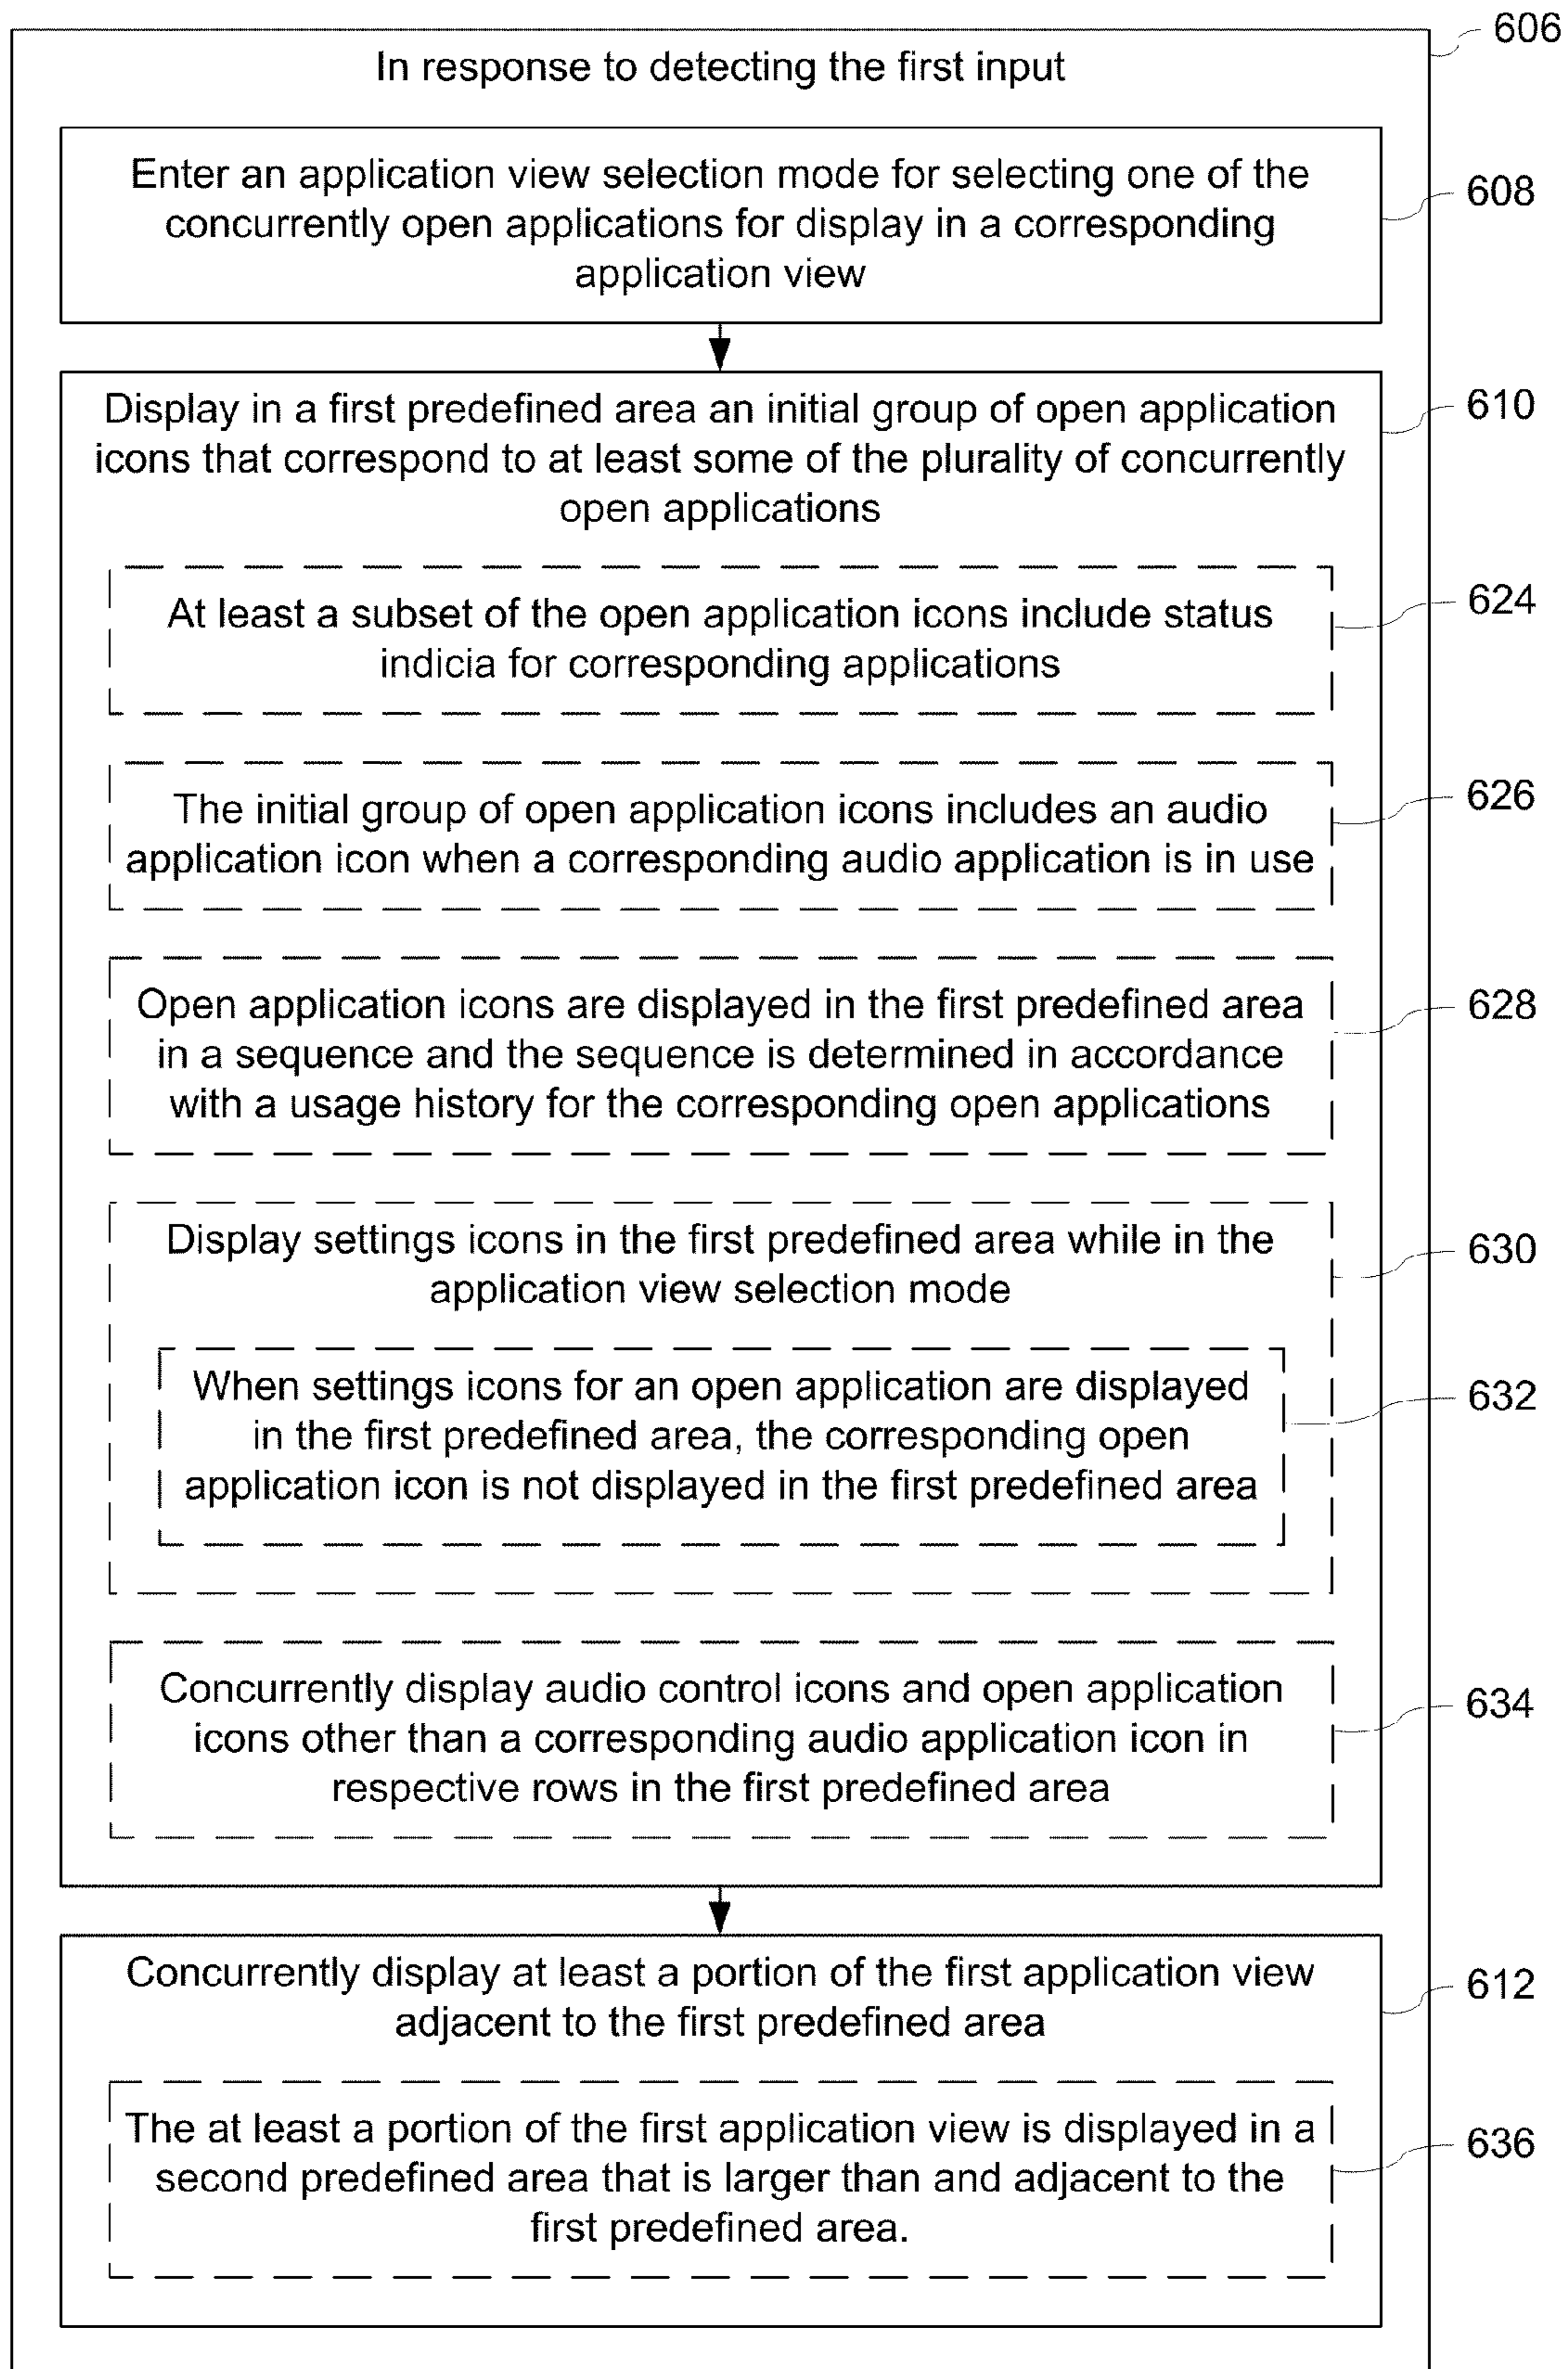 606
In response to detecting the first input
Enter an application view selection mode for selecting one of the
concurrently open applications for display in a corresponding
application view
608
Display in a first predefined area an initial group of open application
icons that correspond to at least some of the plurality of concurrently
open applications
610
At least a subset of the open application icons include status
indicia for corresponding applications
624
The initial group of open application icons includes an audio
application icon when a corresponding audio application is in use
626
Open application icons are displayed in the first predefined area
in a sequence and the sequence is determined in accordance
with a usage history for the corresponding open applications
628
Display settings icons in the first predefined area while in the
application view selection mode
630
When settings icons for an open application are displayed
in the first predefined area, the corresponding open
application icon is not displayed in the first predefined area
632
Concurrently display audio control icons and open application
icons other than a corresponding audio application icon in
respective rows in the first predefined area
634
Concurrently display at least a portion of the first application view
adjacent to the first predefined area
612
The at least a portion of the first application view is displayed in a
second predefined area that is larger than and adjacent to the
first predefined area.
636